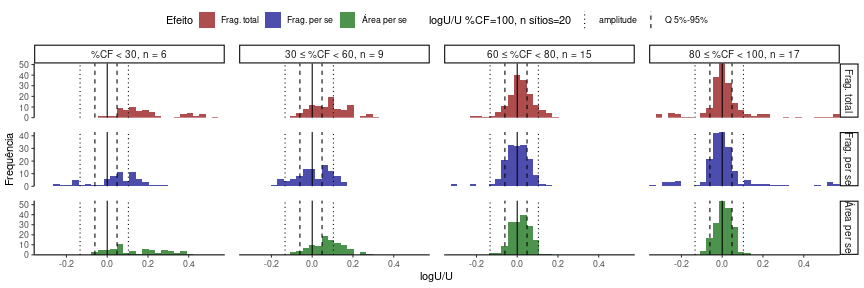 Efeito Frag. total Frag. per se Área per se logU/U %CF=100, n sítios=20 amplitude Q 5%-95%
%CF < 30, n = 6 30 ≤ %CF < 60, n = 9 60 ≤ %CF < 80, n = 15 80 ≤ %CF < 100, n = 17
50
40
30
20
10
0
Frag. total
40
30
20
10
0
Frag. per se
50
40
30
20
10
0
Área per se
Frequência
-0.2 0.0 0.2 0.4 -0.2 0.0 0.2 0.4 -0.2 0.0 0.2 0.4 -0.2 0.0 0.2 0.4
logU/U